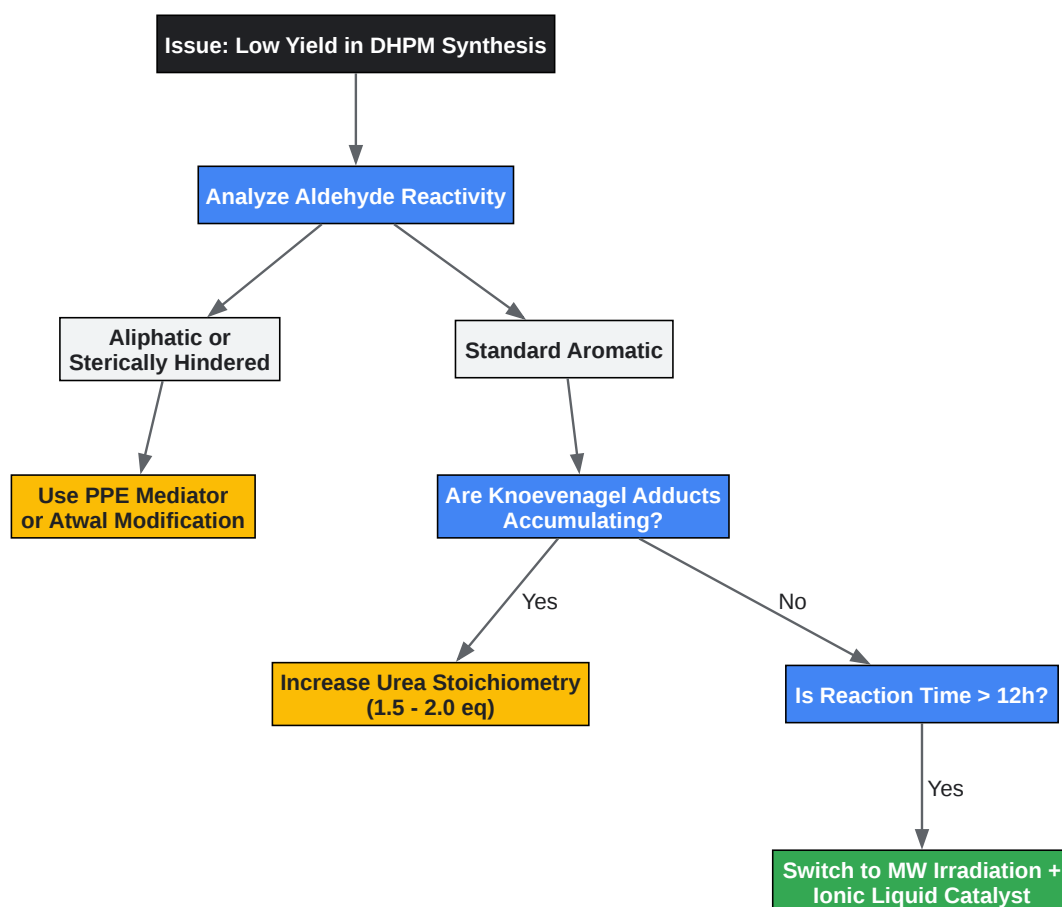 Issue: Low Yield in DHPM Synthesis
Analyze Aldehyde Reactivity
Aliphatic or
Sterically Hindered
Standard Aromatic
Use PPE Mediator
or Atwal Modification
Are Knoevenagel Adducts
Accumulating?
Yes
No
Increase Urea Stoichiometry
(1.5 - 2.0 eq)
Is Reaction Time > 12h?
Yes
Switch to MW Irradiation +
Ionic Liquid Catalyst